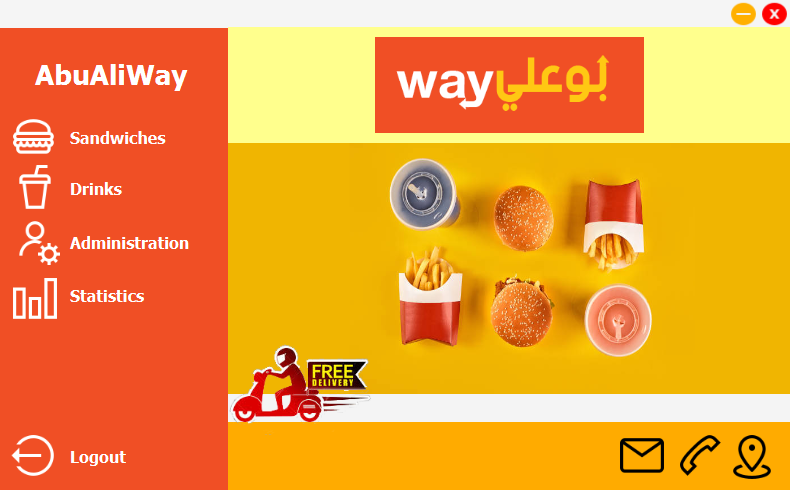 X
AbuAliWay
wayبوعلي
Sandwiches
Drinks
Administration
Statistics
FREE
DELIVERY
Logout